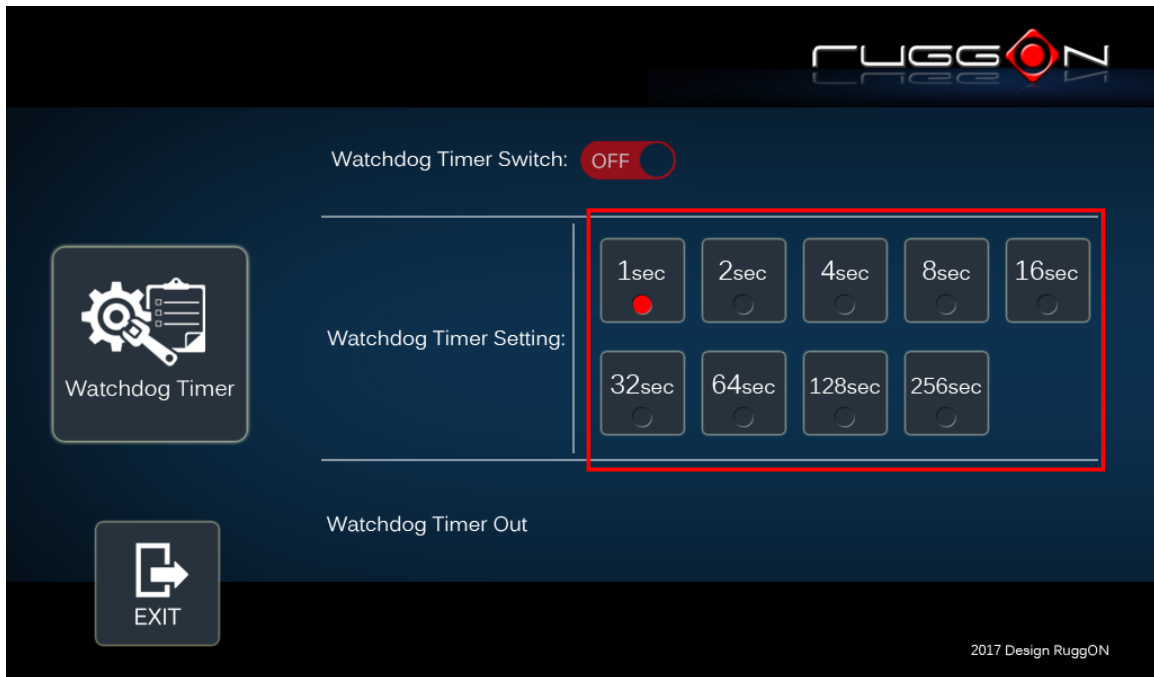 ruggON
Watchdog Timer Switch: OFF
1sec 2sec 4sec 8sec 16sec
Watchdog Timer Setting:
32sec 64sec 128sec 256sec
Watchdog Timer
Watchdog Timer Out
EXIT
2017 Design RuggON